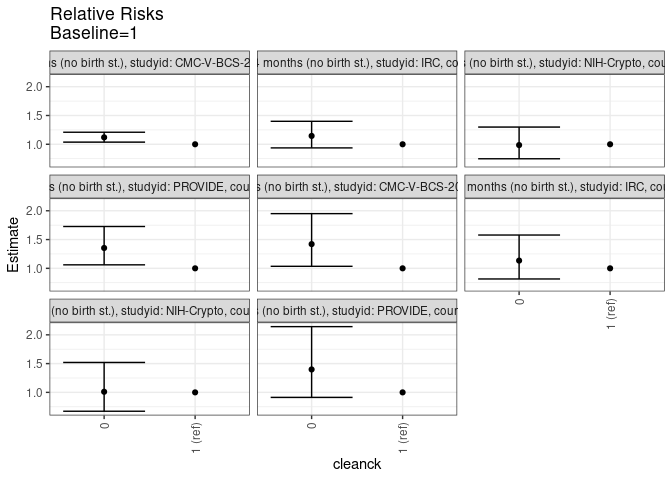 Relative Risks
Baseline=1
s (no birth st.), studyid: CMC-V-BCS-2
4 months (no birth st.), studyid: IRC, co
s (no birth st.), studyid: NIH-Crypto, cou
2.0
1.5
1.0
s (no birth st.), studyid: PROVIDE, cour
s (no birth st.), studyid: CMC-V-BCS-20
months (no birth st.), studyid: IRC, cou
2.0
1.5
1.0
Estimate
(no birth st.), studyid: NIH-Crypto, cou
(no birth st.), studyid: PROVIDE, cour
2.0
1.5
1.0
0
1 (ref)
0
1 (ref)
0
1 (ref)
cleanck